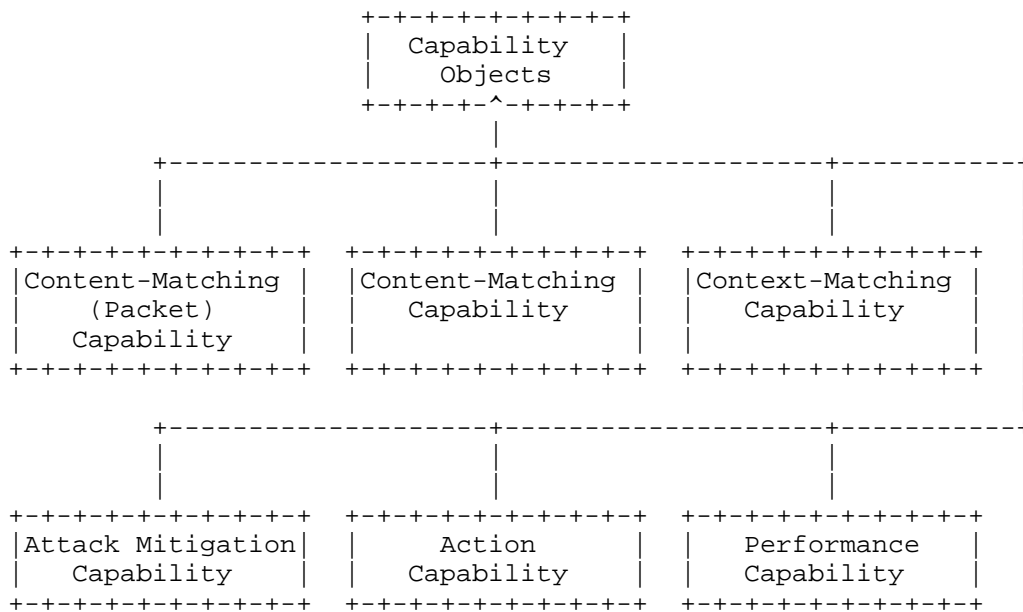 Capability
Objects
Content-Matching
(Packet)
Capability
Content-Matching
Capability
Context-Matching
Capability
Attack Mitigation
Capability
Action
Capability
Performance
Capability